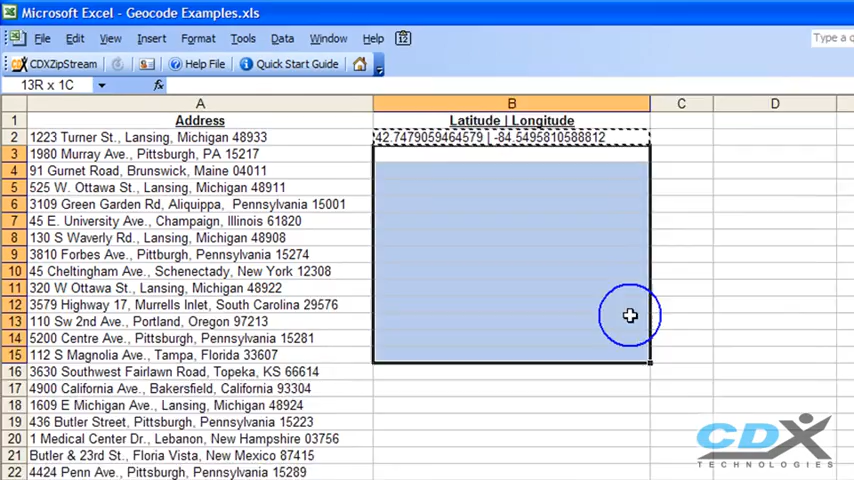 Microsoft Excel - Geocode Examples.xls
File Edit View Insert Format Tools Data Window Help 12 Type a q
CDXZipStream Help File Quick Start Guide
13R x 1C fx
A B C D
1 Address Latitude | Longitude
2 1223 Turner St., Lansing, Michigan 48933 42.7479059464579 | -84.5495810588812
3 1980 Murray Ave., Pittsburgh, PA 15217
4 91 Gurnet Road, Brunswick, Maine 04011
5 525 W. Ottawa St., Lansing, Michigan 48911
6 3109 Green Garden Rd, Aliquippa, Pennsylvania 15001
7 45 E. University Ave., Champaign, Illinois 61820
8 130 S Waverly Rd., Lansing, Michigan 48908
9 3810 Forbes Ave., Pittburgh, Pennsylvania 15274
10 45 Cheltingham Ave., Schenectady, New York 12308
11 320 W Ottawa St., Lansing, Michigan 48922
12 3579 Highway 17, Murrells Inlet, South Carolina 29576
13 110 Sw 2nd Ave., Portland, Oregon 97213
14 5200 Centre Ave., Pittsburgh, Pennsylvania 15281
15 112 S Magnolia Ave., Tampa, Florida 33607
16 3630 Southwest Fairlawn Road, Topeka, KS 66614
17 4900 California Ave., Bakersfield, California 93304
18 1609 E Michigan Ave., Lansing, Michigan 48924
19 436 Butler Street, Pittsburgh, Pennsylvania 15223
20 1 Medical Center Dr., Lebanon, New Hampshire 03756
21 Butler & 23rd St., Florida Vista, New Mexico 87415
22 4424 Penn Ave., Pittsburgh, Pennsylvania 15289
CDX
TECHNOLOGIES